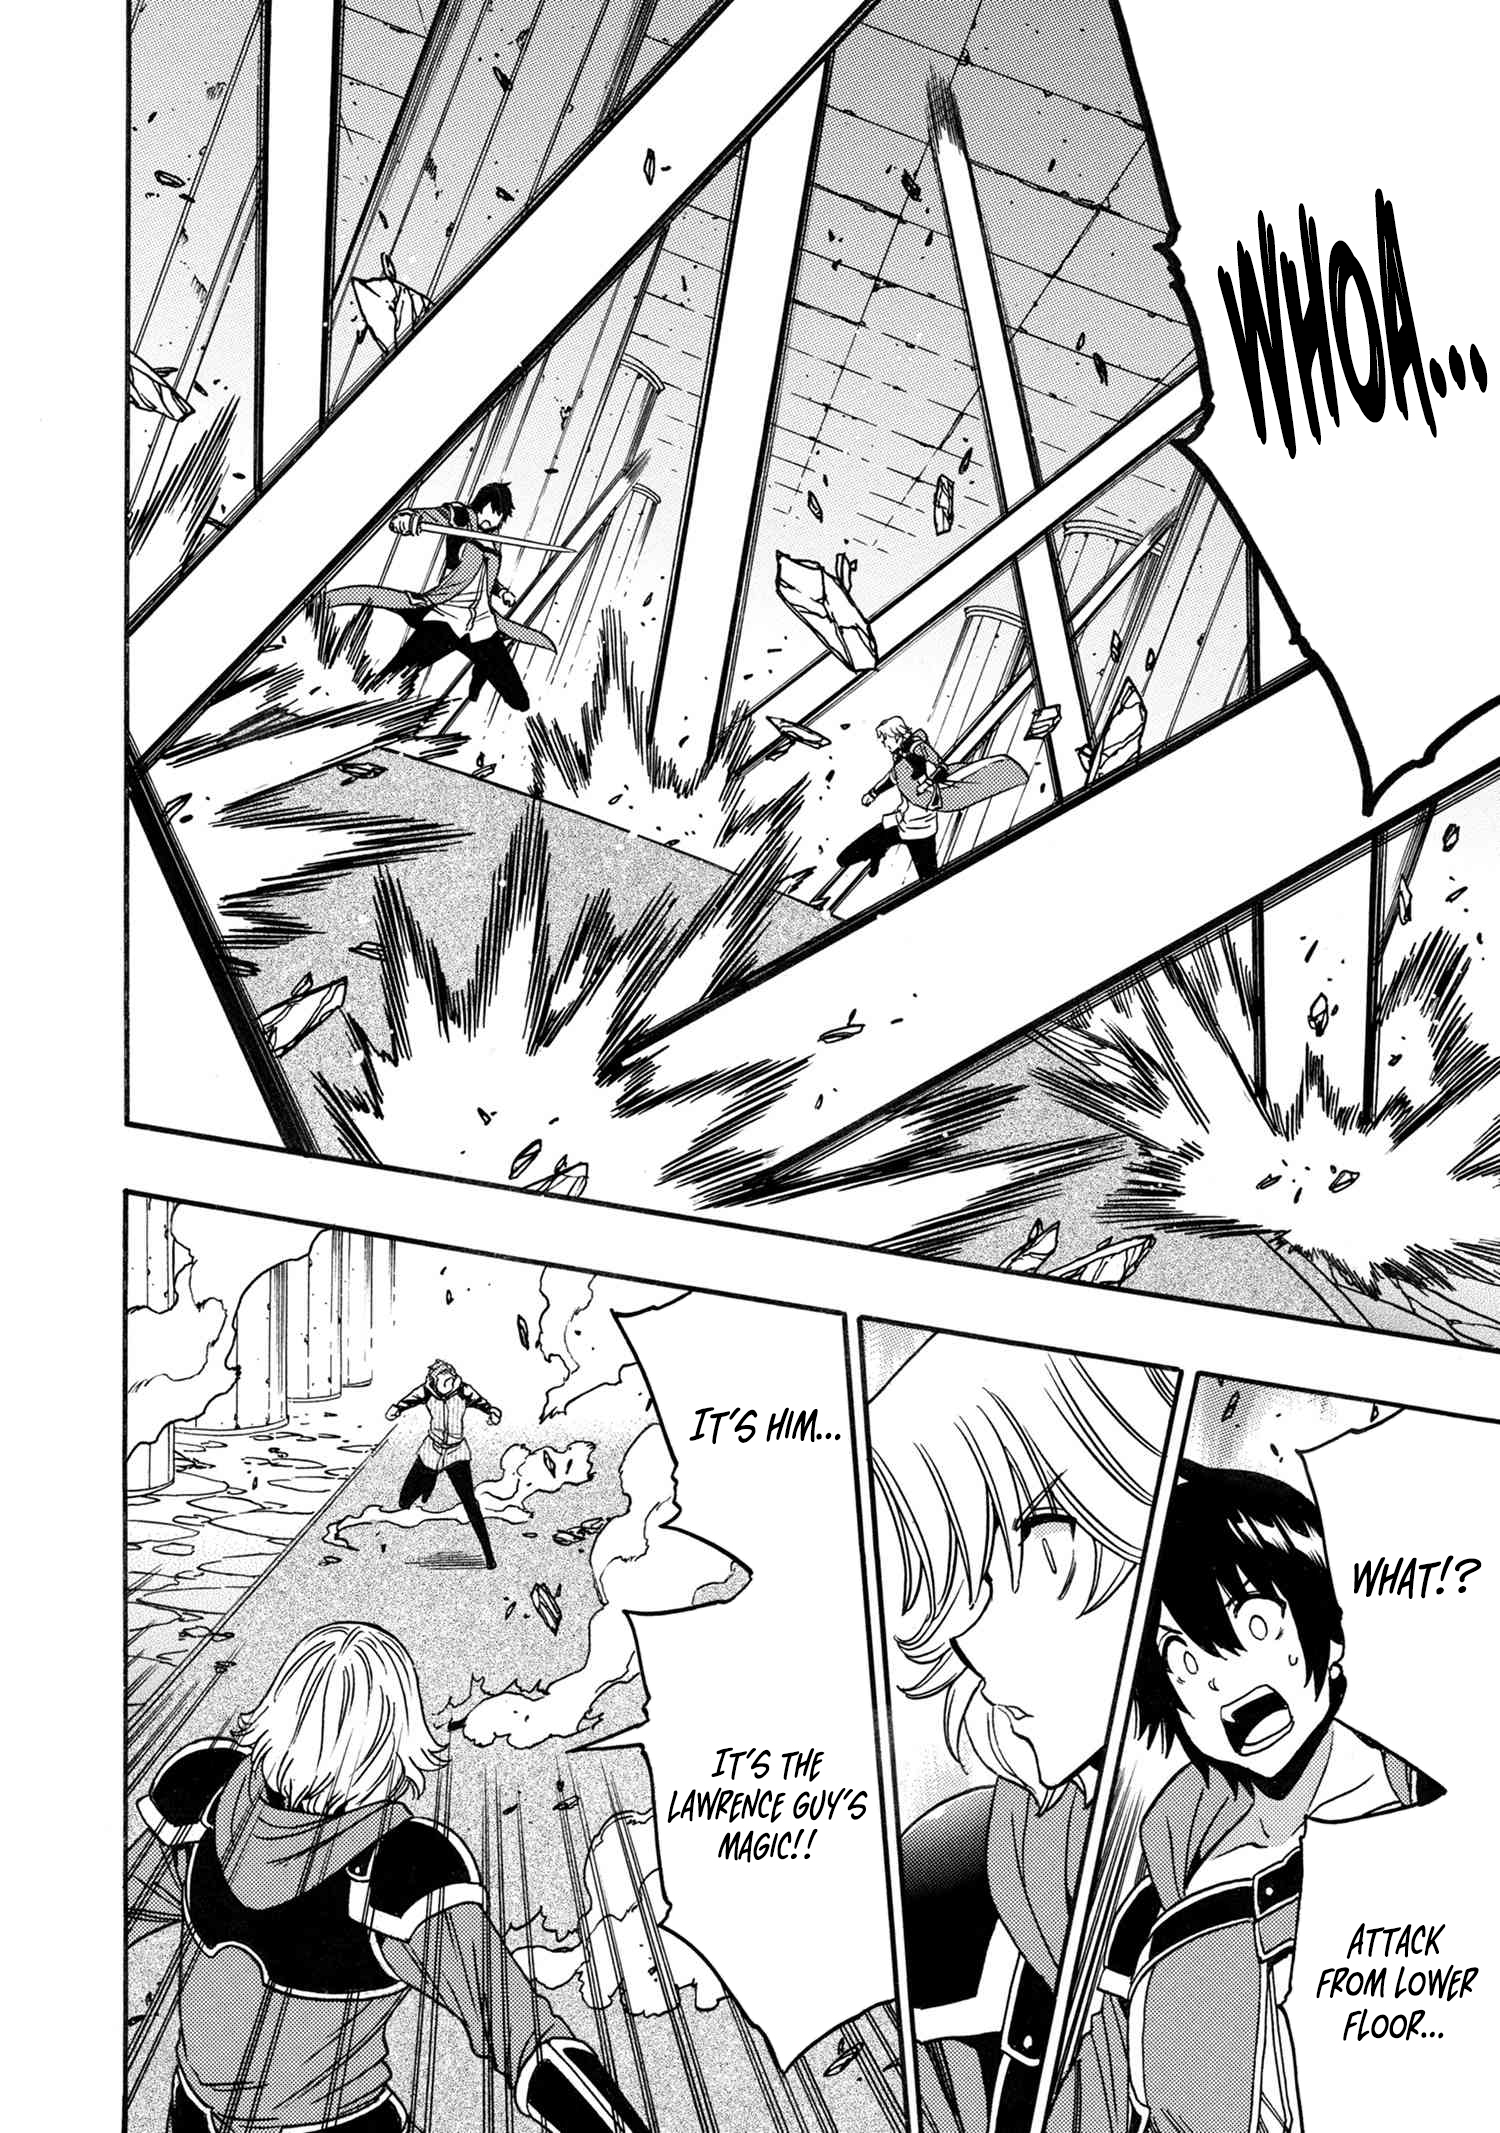 WHOA...
WHAT!?
ATTACK
FROM LOWER
FLOOR...
IT'S HIM...
IT'S THE
LAWRENCE GUY'S
MAGIC!!